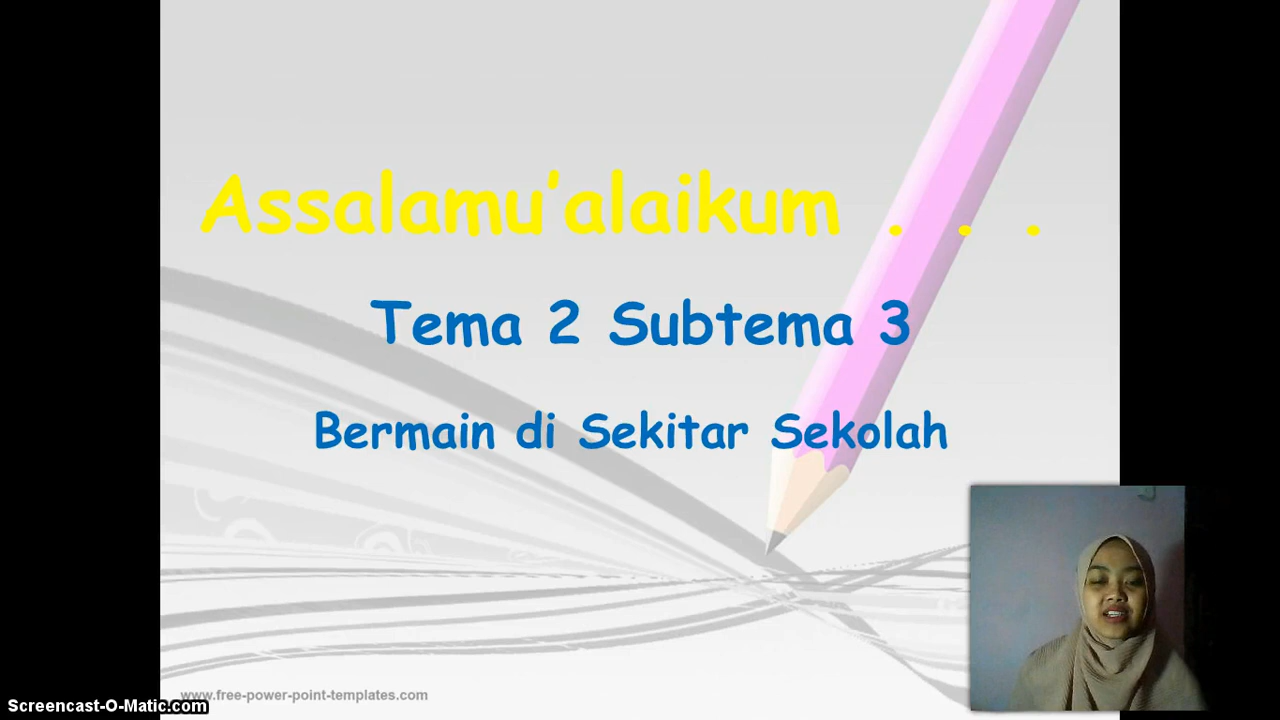 Assalamu’alaikum . . .
Tema 2 Subtema 3
Bermain di Sekitar Sekolah
www.free-power-point-templates.com
Screencast-O-Matic.com